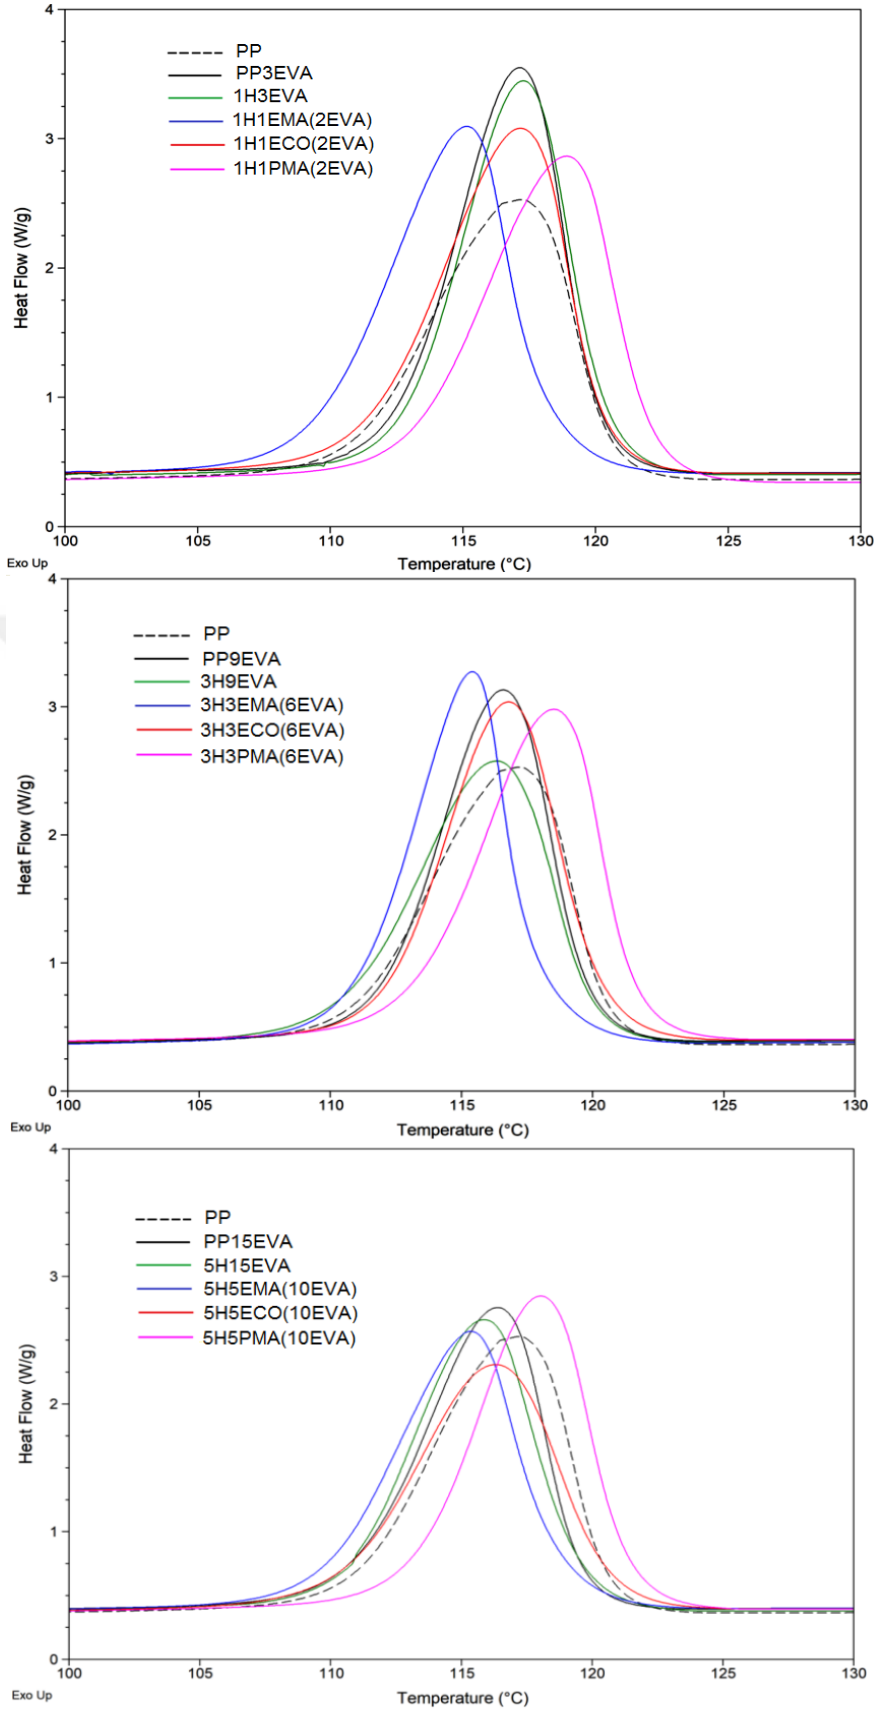 4
PP
PP3EVA
1H3EVA
1H1EMA(2EVA)
1H1ECO(2EVA)
1H1PMA(2EVA)
3
Heat Flow (W/g)
2
1
0
100 105 110 115 120 125 130
Exo Up
Temperature (°C)
4
PP
PP9EVA
3H9EVA
3H3EMA(6EVA)
3H3ECO(6EVA)
3H3PMA(6EVA)
3
Heat Flow (W/g)
2
1
0
100 105 110 115 120 125 130
Exo Up
Temperature (°C)
4
PP
PP15EVA
5H15EVA
5H5EMA(10EVA)
5H5ECO(10EVA)
5H5PMA(10EVA)
3
Heat Flow (W/g)
2
1
0
100 105 110 115 120 125 130
Exo Up
Temperature (°C)